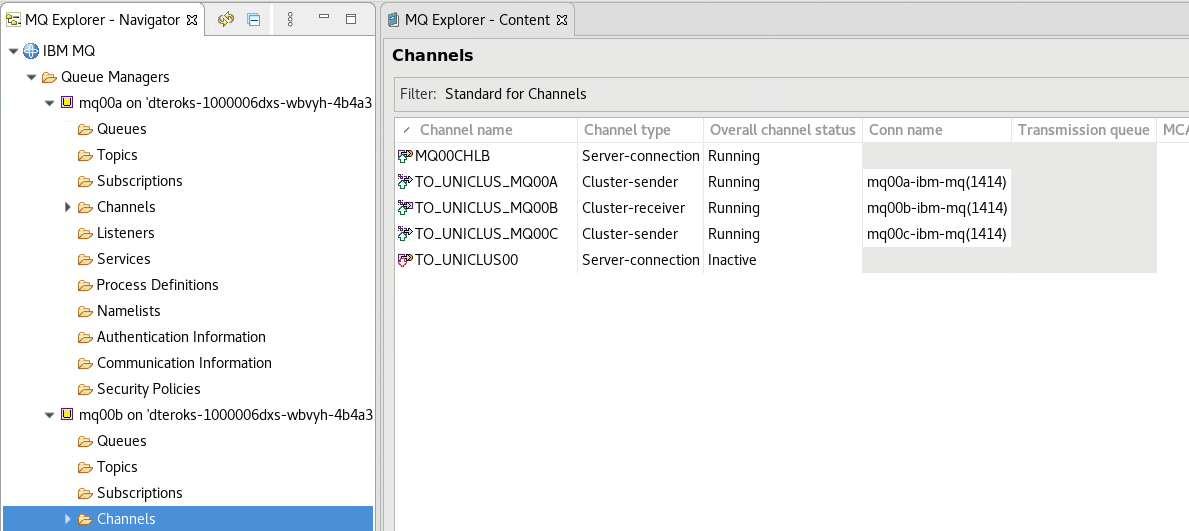 MQ Explorer - Navigator
IBM MQ
Queue Managers
mq00a on 'dteroks-1000006dxs-wbvyh-4b4a3
Queues
Topics
Subscriptions
Channels
Listeners
Services
Process Definitions
Namelists
Authentication Information
Communication Information
Security Policies
mq00b on 'dteroks-1000006dxs-wbvyh-4b4a3
Queues
Topics
Subscriptions
Channels
MQ Explorer - Content
Channels
Filter: Standard for Channels
Channel name Channel type Overall channel status Conn name Transmission queue MCA
MQ00CHLB Server-connection Running
TO_UNICLUS_MQ00A Cluster-sender Running mq00a-ibm-mq(1414)
TO_UNICLUS_MQ00B Cluster-receiver Running mq00b-ibm-mq(1414)
TO_UNICLUS_MQ00C Cluster-sender Running mq00c-ibm-mq(1414)
TO_UNICLUS00 Server-connection Inactive